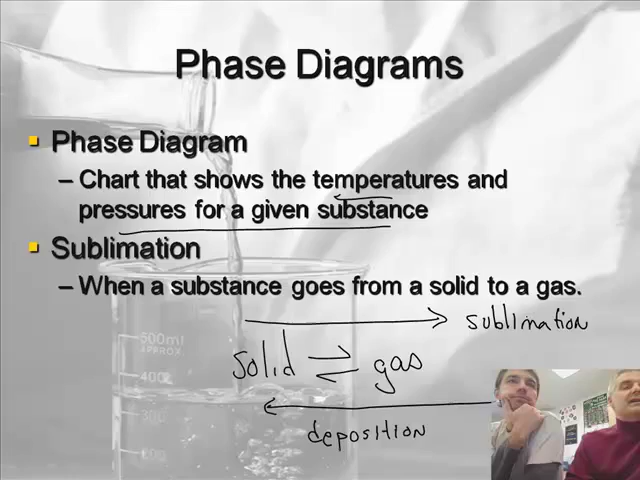 Phase Diagrams
Phase Diagram
– Chart that shows the temperatures and
pressures for a given substance
Sublimation
– When a substance goes from a solid to a gas.
sublimation
500ml
APPROX
solid ⇌ gas
400
300
200
deposition